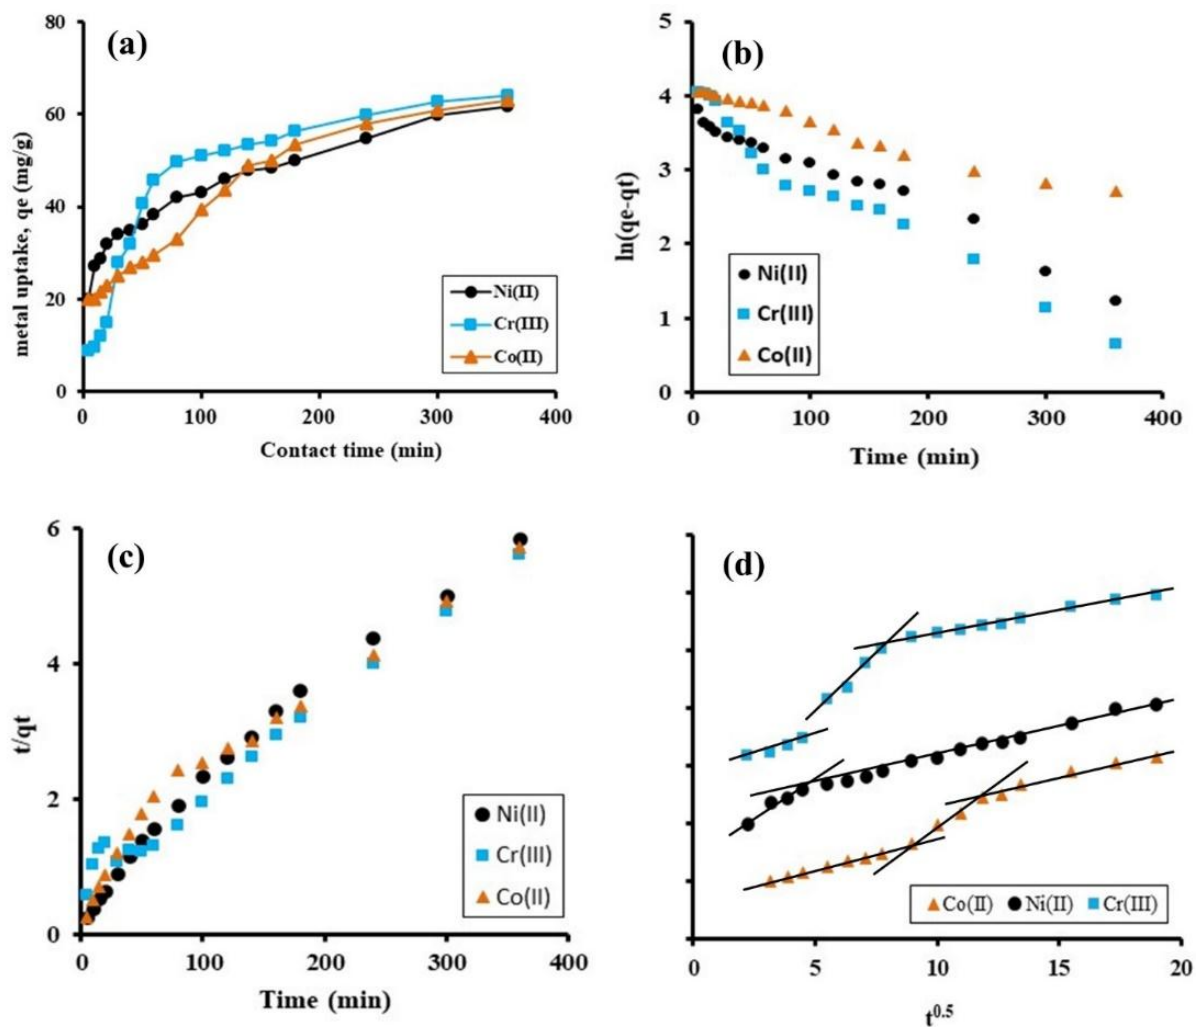 (a)
metal uptake, qe (mg/g)
80
60
40
20
0
0 100 200 300 400
Contact time (min)
Ni(II)
Cr(III)
Co(II)
(b)
ln(qe-qt)
5
4
3
2
1
0
0 100 200 300 400
Time (min)
Ni(II)
Cr(III)
Co(II)
(c)
t/qt
6
4
2
0
0 100 200 300 400
Time (min)
Ni(II)
Cr(III)
Co(II)
(d)
0 5 10 15 20
t0.5
Co(II) Ni(II) Cr(III)